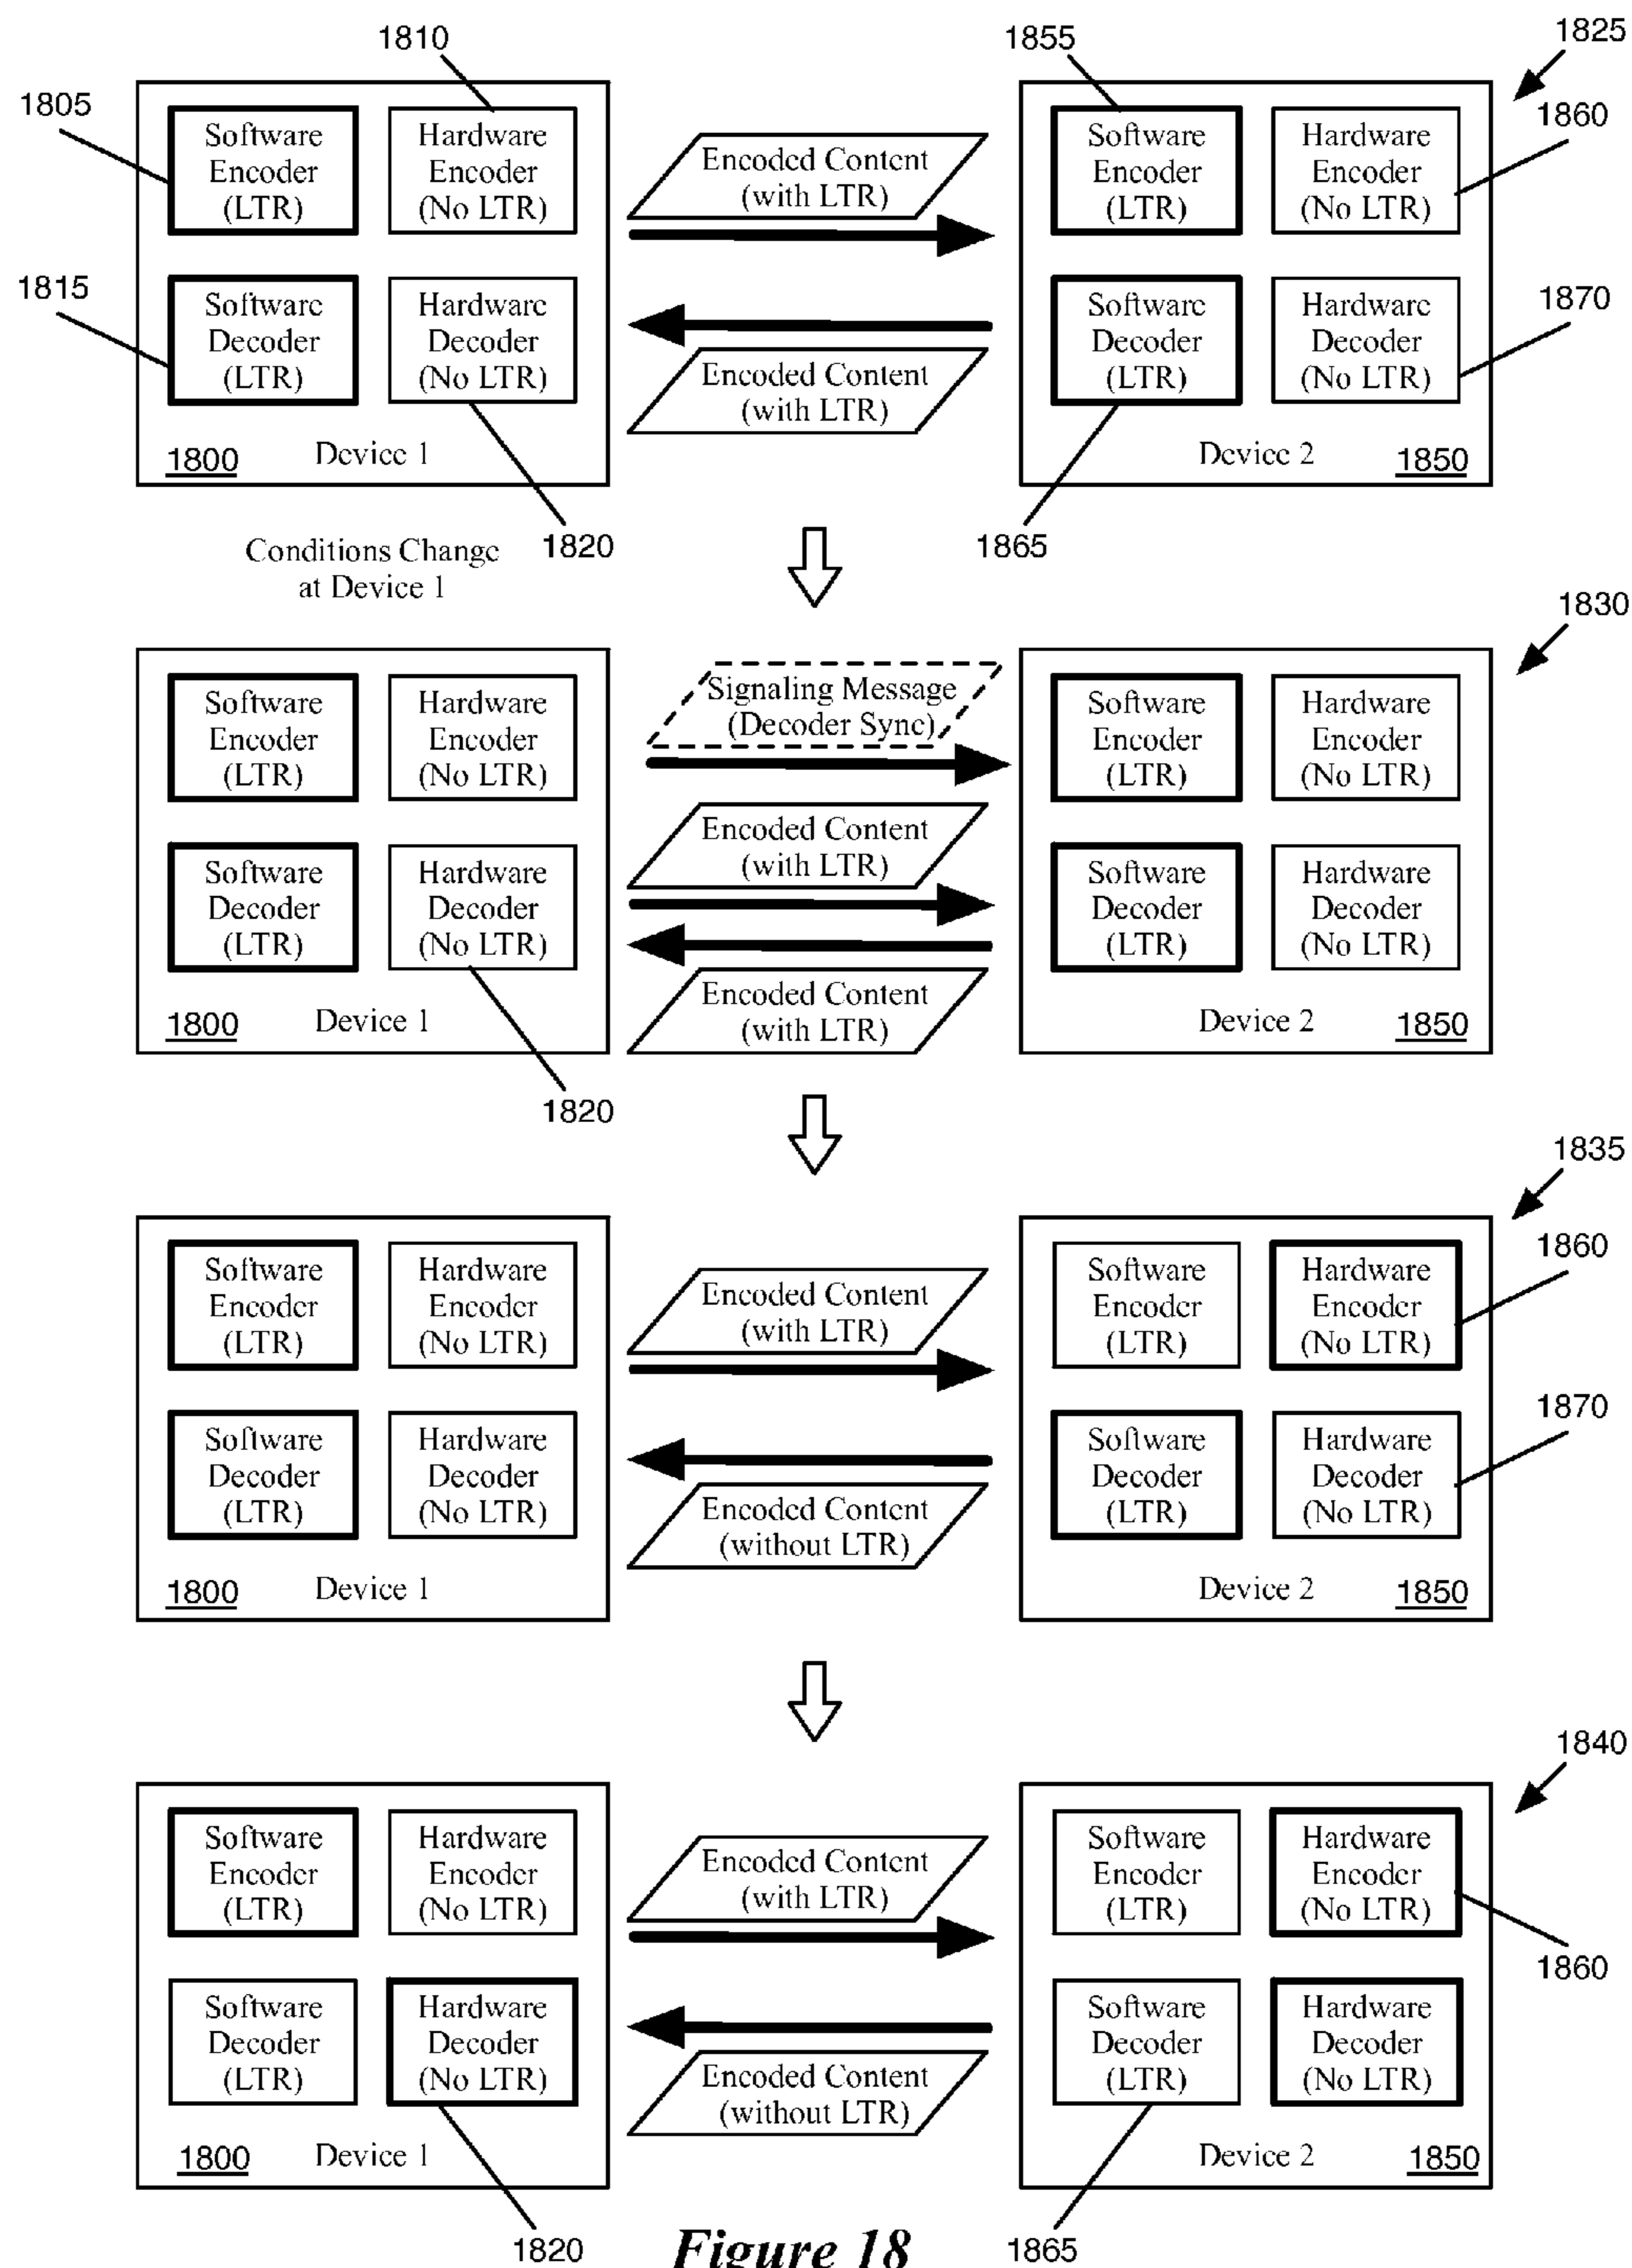 1810
1855
1825
1805
1860
Software
Encoder
(LTR)
Hardware
Encoder
(No LTR)
Encoded Content
(with LTR)
Software
Encoder
(LTR)
Hardware
Encoder
(No LTR)
1815
1870
Software
Decoder
(LTR)
Hardware
Decoder
(No LTR)
Encoded Content
(with LTR)
Software
Decoder
(LTR)
Hardware
Decoder
(No LTR)
1800
Device 1
Device 2
1850
Conditions Change
at Device 1
1820
1865
1830
Software
Encoder
(LTR)
Hardware
Encoder
(No LTR)
Signaling Message
(Decoder Sync)
Software
Encoder
(LTR)
Hardware
Encoder
(No LTR)
Encoded Content
(with LTR)
Software
Decoder
(LTR)
Hardware
Decoder
(No LTR)
Software
Decoder
(LTR)
Hardware
Decoder
(No LTR)
Encoded Content
(with LTR)
1800
Device 1
Device 2
1850
1820
1835
1860
Software
Encoder
(LTR)
Hardware
Encoder
(No LTR)
Encoded Content
(with LTR)
Software
Encoder
(LTR)
Hardware
Encoder
(No LTR)
1870
Software
Decoder
(LTR)
Hardware
Decoder
(No LTR)
Encoded Content
(without LTR)
Software
Decoder
(LTR)
Hardware
Decoder
(No LTR)
1800
Device 1
Device 2
1850
1840
Software
Encoder
(LTR)
Hardware
Encoder
(No LTR)
Encoded Content
(with LTR)
Software
Encoder
(LTR)
Hardware
Encoder
(No LTR)
1860
Software
Decoder
(LTR)
Hardware
Decoder
(No LTR)
Encoded Content
(without LTR)
Software
Decoder
(LTR)
Hardware
Decoder
(No LTR)
1800
Device 1
Device 2
1850
1820
Figure 18
1865